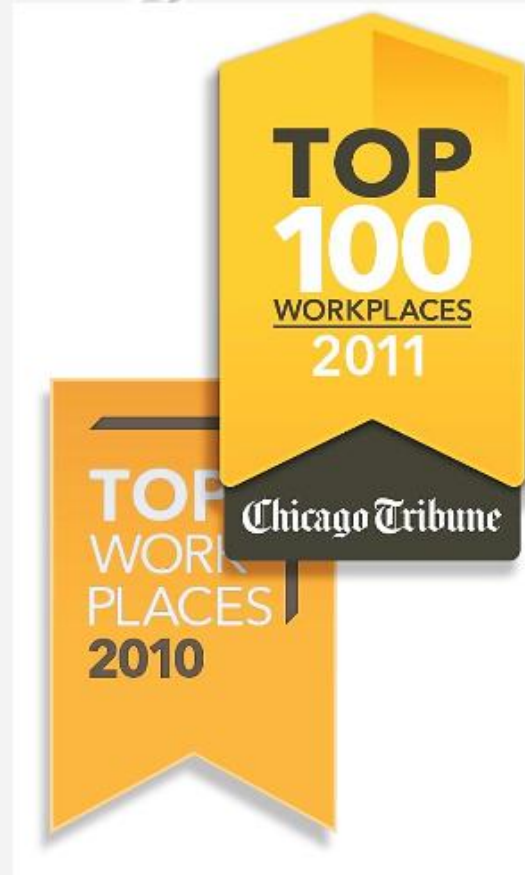 TOP
100
WORKPLACES
2011
Chicago Tribune
TOP
WORK
PLACES
2010